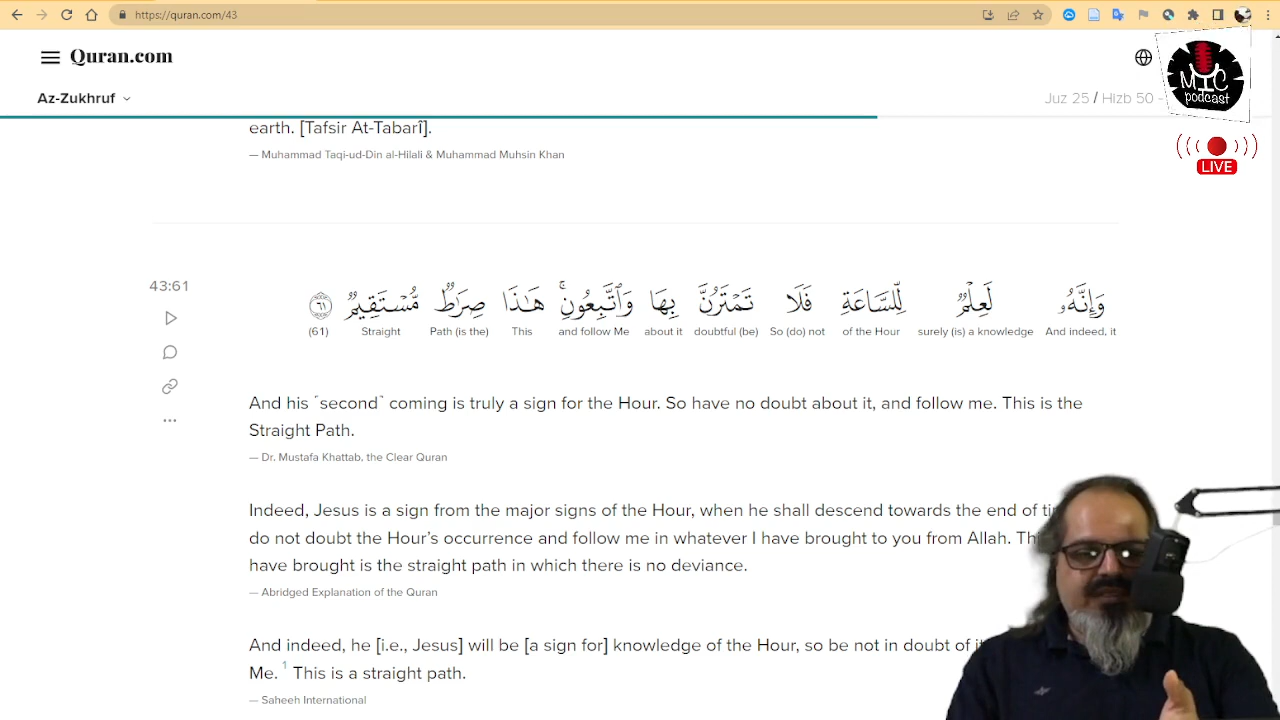 https://quran.com/43
Quran.com
Az-Zukhruf
Juz 25 / Hizb 50 -
MIC
podcast
LIVE
earth. [Tafsir At-Tabarî].
— Muhammad Taqi-ud-Din al-Hilali & Muhammad Muhsin Khan
43:61
وَإِنَّهُۥ لَعِلْمٌ لِّلسَّاعَةِ فَلَا تَمْتَرُنَّ بِهَا وَٱتَّبِعُونِ ۚ هَـٰذَا صِرَٰطٌ مُّسْتَقِيمٌ ٦١
(61) Straight Path (is the) This and follow Me about it doubtful (be) So (do) not of the Hour surely (is) a knowledge And indeed, it
And his ˹second˺ coming is truly a sign for the Hour. So have no doubt about it, and follow me. This is the
Straight Path.
— Dr. Mustafa Khattab, the Clear Quran
Indeed, Jesus is a sign from the major signs of the Hour, when he shall descend towards the end of
do not doubt the Hour’s occurrence and follow me in whatever I have brought to you from Allah.
have brought is the straight path in which there is no deviance.
— Abridged Explanation of the Quran
And indeed, he [i.e., Jesus] will be [a sign for] knowledge of the Hour, so be not in doubt of
Me. 1 This is a straight path.
— Saheeh International